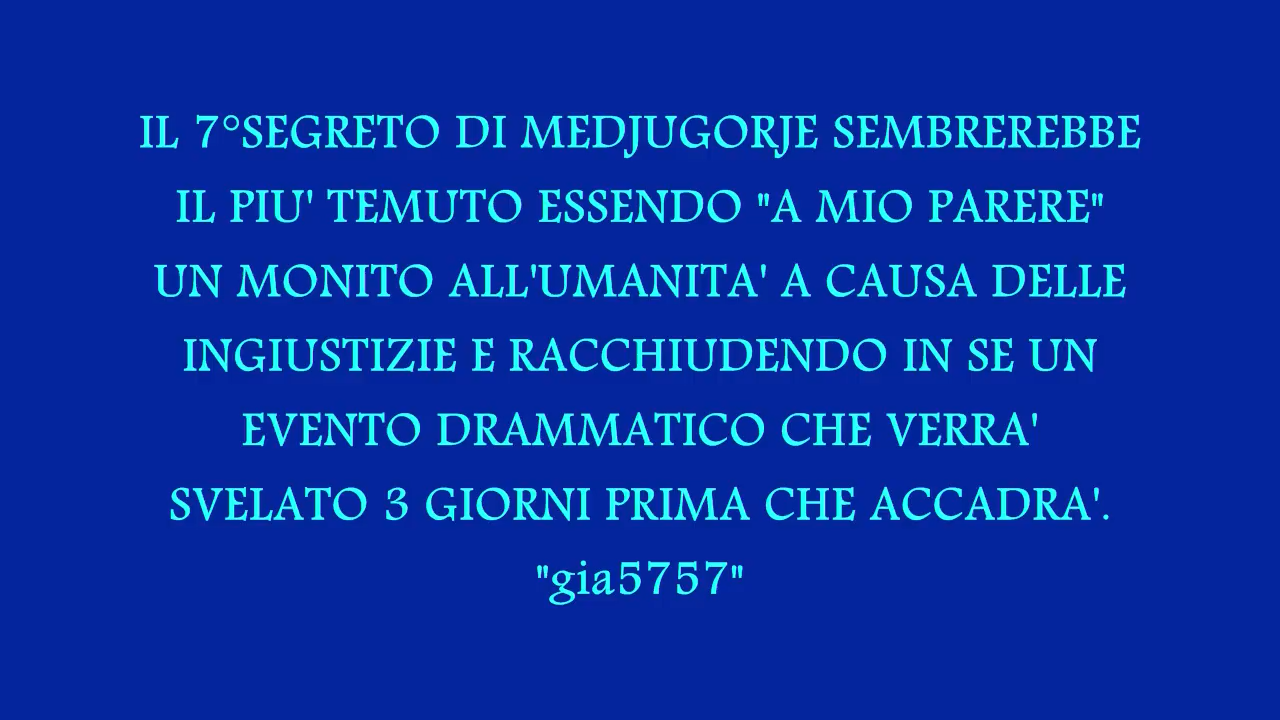 IL 7°SEGRETO DI MEDJUGORJE SEMBREREBBE
IL PIU' TEMUTO ESSENDO "A MIO PARERE"
UN MONITO ALL'UMANITA' A CAUSA DELLE
INGIUSTIZIE E RACCHIUDENDO IN SE UN
EVENTO DRAMMATICO CHE VERRA'
SVELATO 3 GIORNI PRIMA CHE ACCADRA'.
"gia5757"